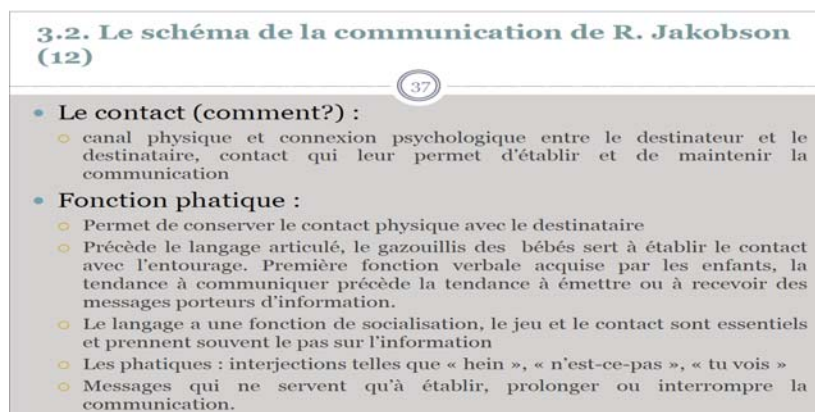 3.2. Le schéma de la communication de R. Jakobson
(12)
37
Le contact (comment?) :
canal physique et connexion psychologique entre le destinateur et le
destinataire, contact qui leur permet d'établir et de maintenir la
communication
Fonction phatique :
Permet de conserver le contact physique avec le destinataire
Précède le langage articulé, le gazouillis des bébés sert à établir le contact
avec l'entourage. Première fonction verbale acquise par les enfants, la
tendance à communiquer précède la tendance à émettre ou à recevoir des
messages porteurs d'information.
Le langage a une fonction de socialisation, le jeu et le contact sont essentiels
et prennent souvent le pas sur l'information
Les phatiques : interjections telles que « hein », « n'est-ce-pas », « tu vois »
Messages qui ne servent qu'à établir, prolonger ou interrompre la
communication.